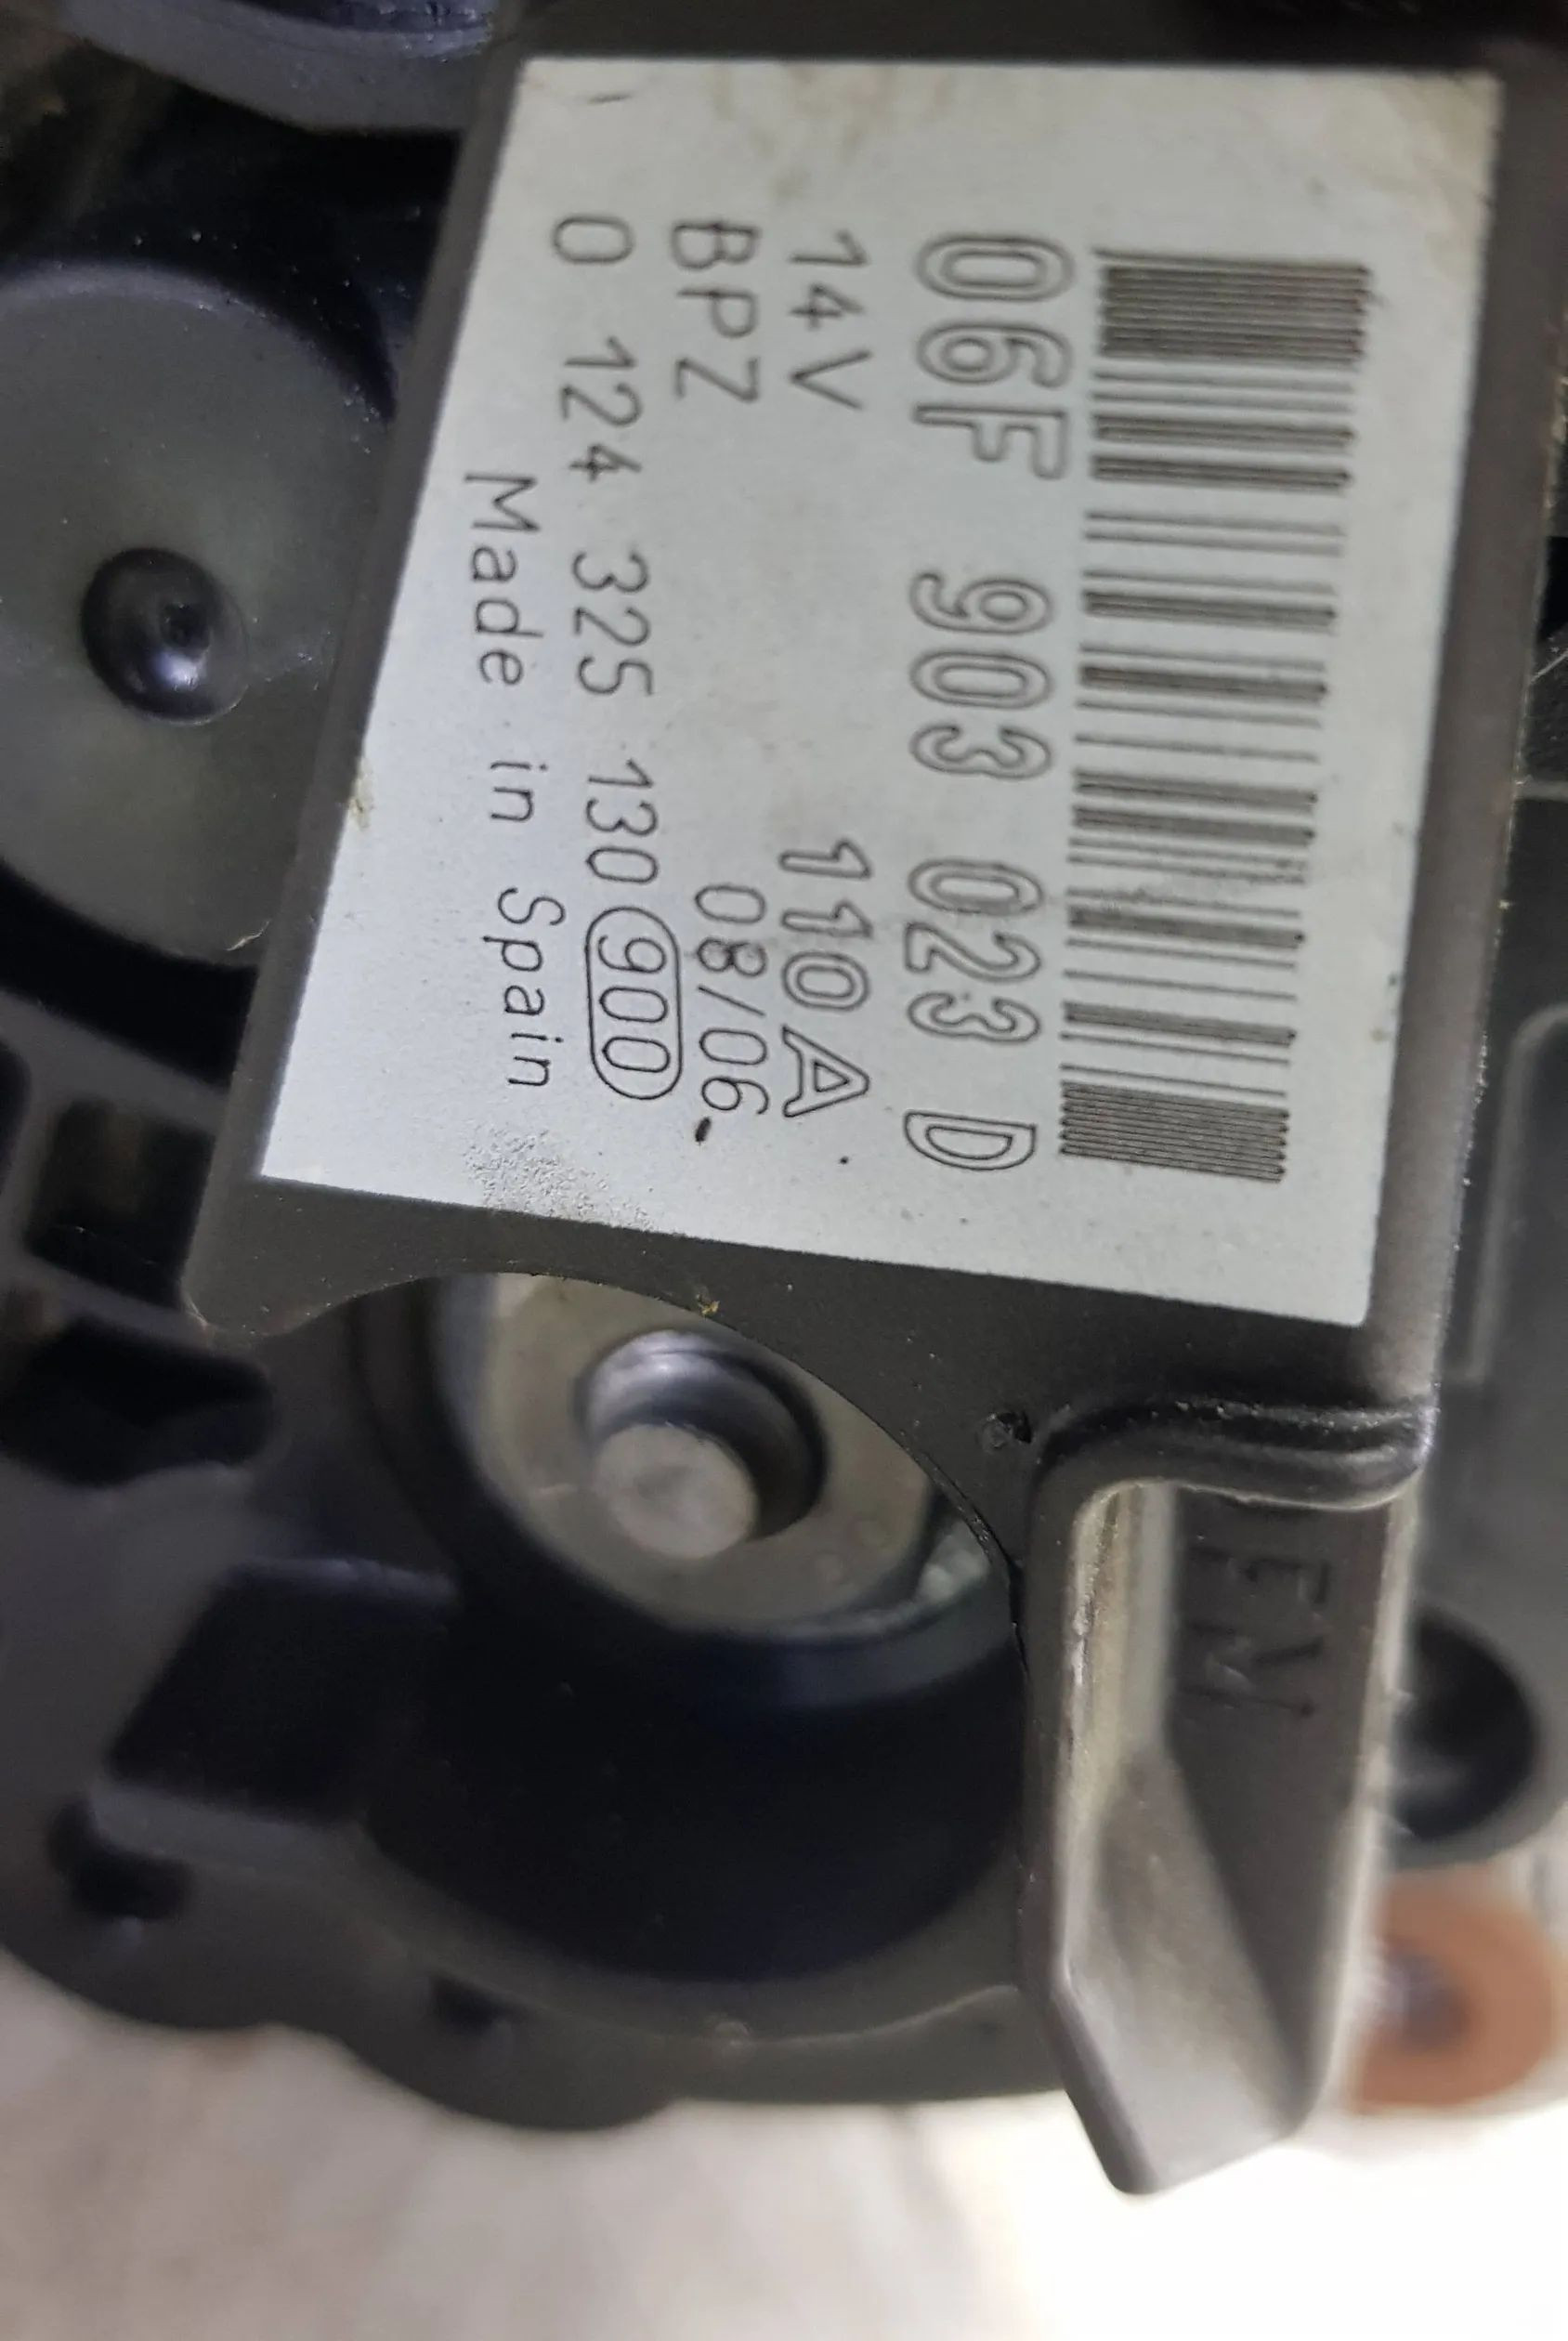 06F 903 023 D
14V 110A
BPZ 08/06
0 124 325 130 900
Made in Spain